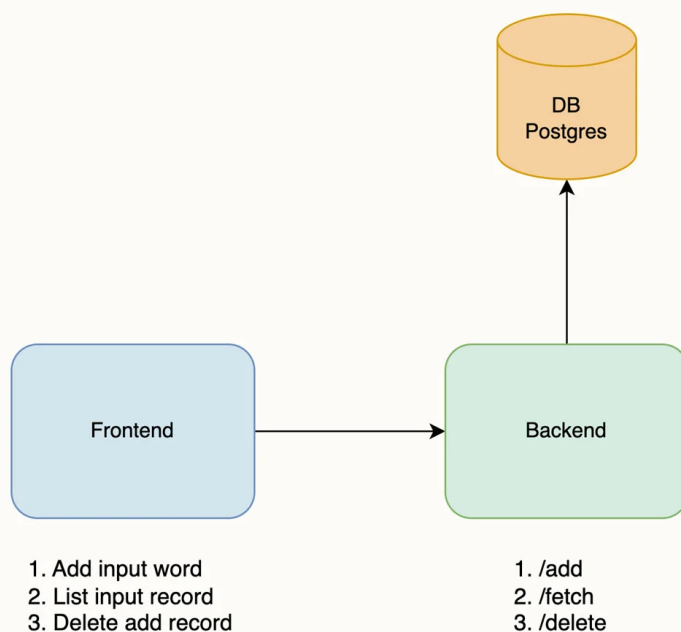 DB
Postgres
Frontend
Backend
1. Add input word
2. List input record
3. Delete add record
1. /add
2. /fetch
3. /delete